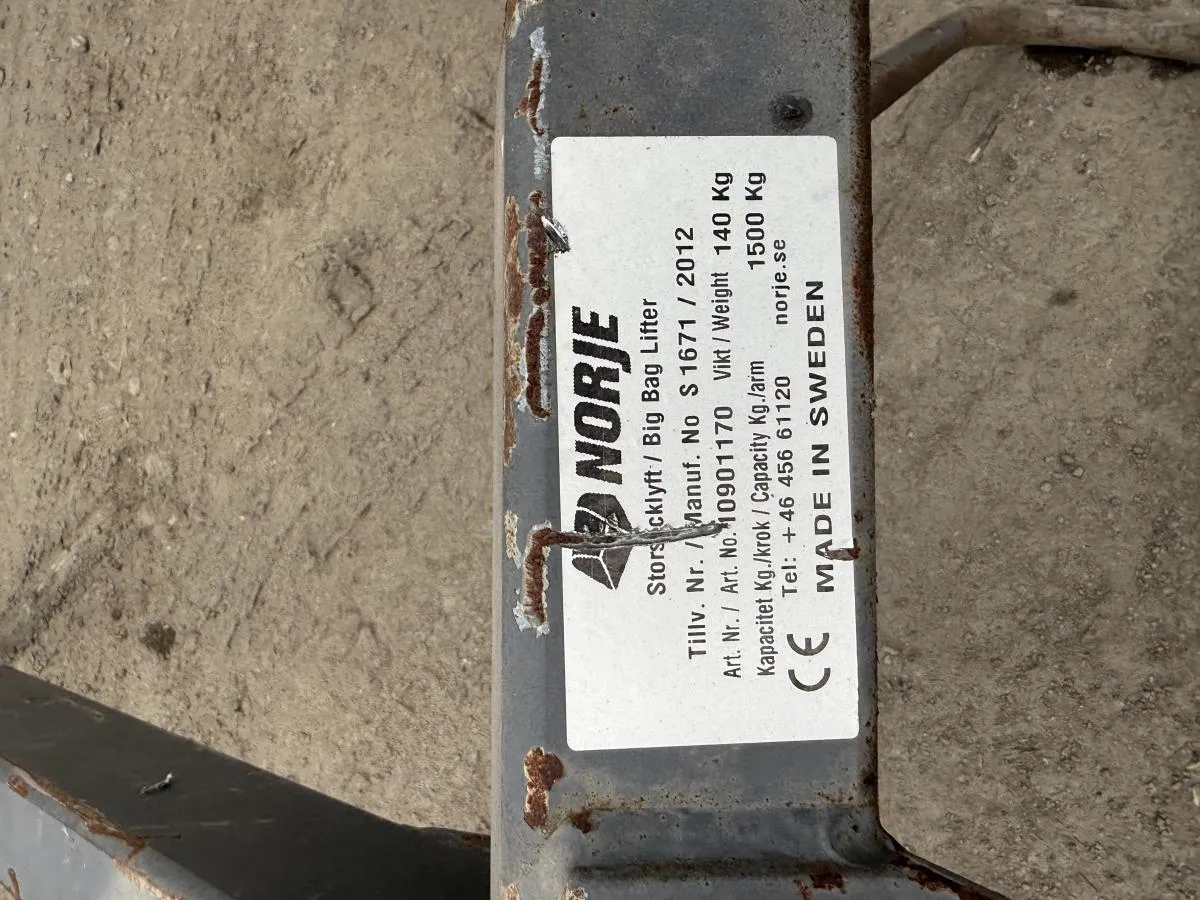 NORJE
Storsäcklyft / Big Bag Lifter
Tillv. Nr. / Manuf. No S 1671 / 2012
Art. Nr. / Art. No. 10901170 Vikt / Weight 140 Kg
Kapacitet Kg./krok / Capacity Kg./arm 1500 Kg
Tel: +46 456 61120 norje.se
CE MADE IN SWEDEN